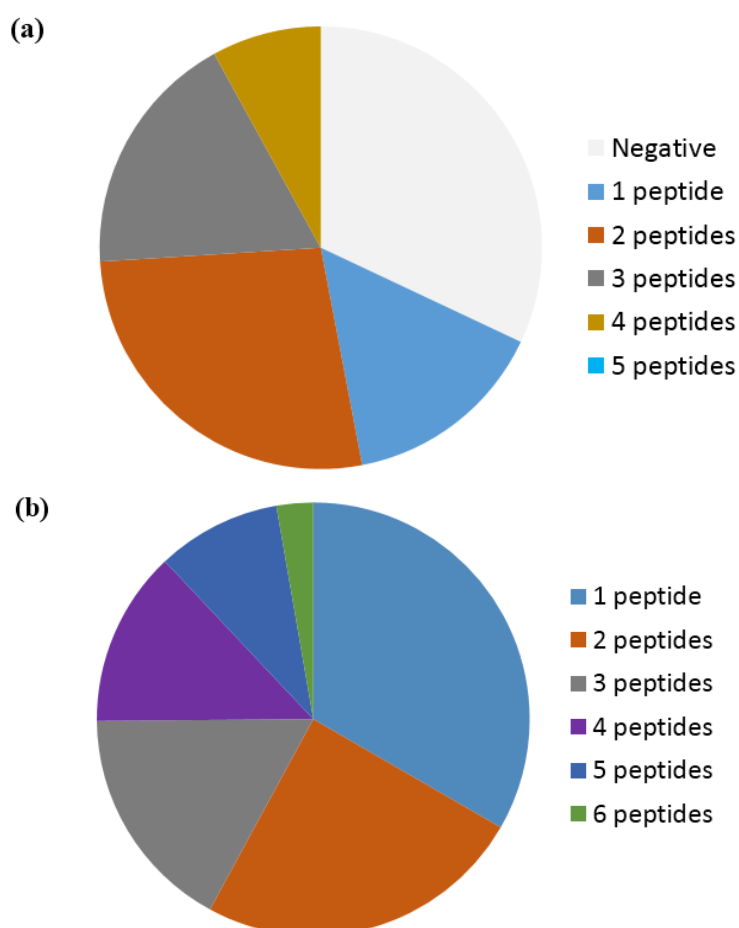 (a)
Negative
1 peptide
2 peptides
3 peptides
4 peptides
5 peptides
(b)
1 peptide
2 peptides
3 peptides
4 peptides
5 peptides
6 peptides